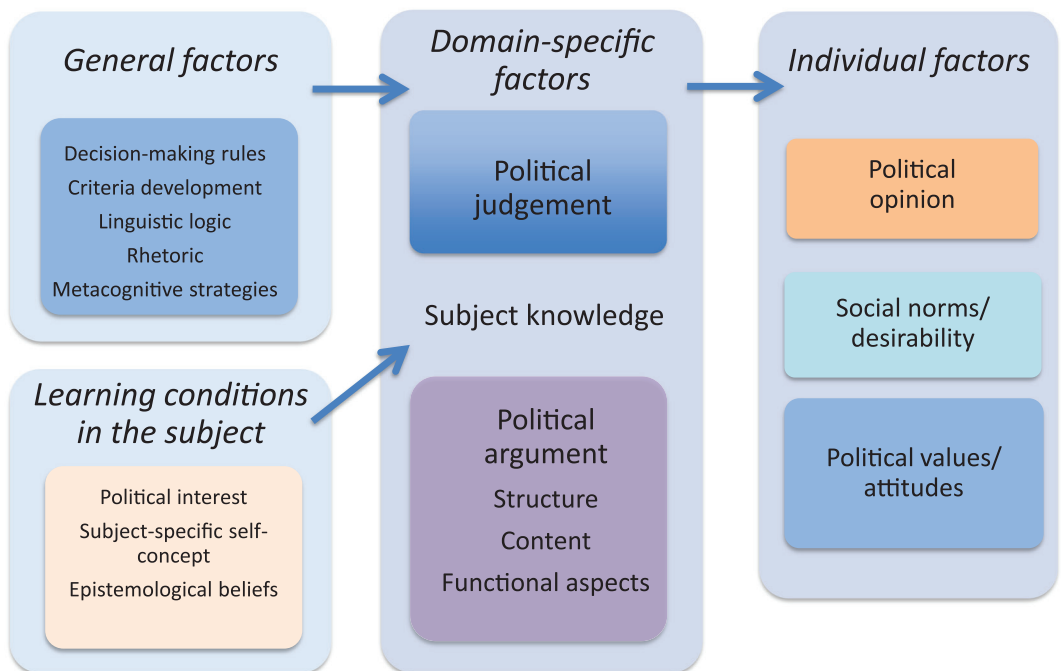 General factors
Decision-making rules
Criteria development
Linguistic logic
Rhetoric
Metacognitive strategies
Learning conditions
in the subject
Political interest
Subject-specific self-
concept
Epistemological beliefs
Domain-specific
factors
Political
judgement
Subject knowledge
Political
argument
Structure
Content
Functional aspects
Individual factors
Political
opinion
Social norms/
desirability
Political values/
attitudes